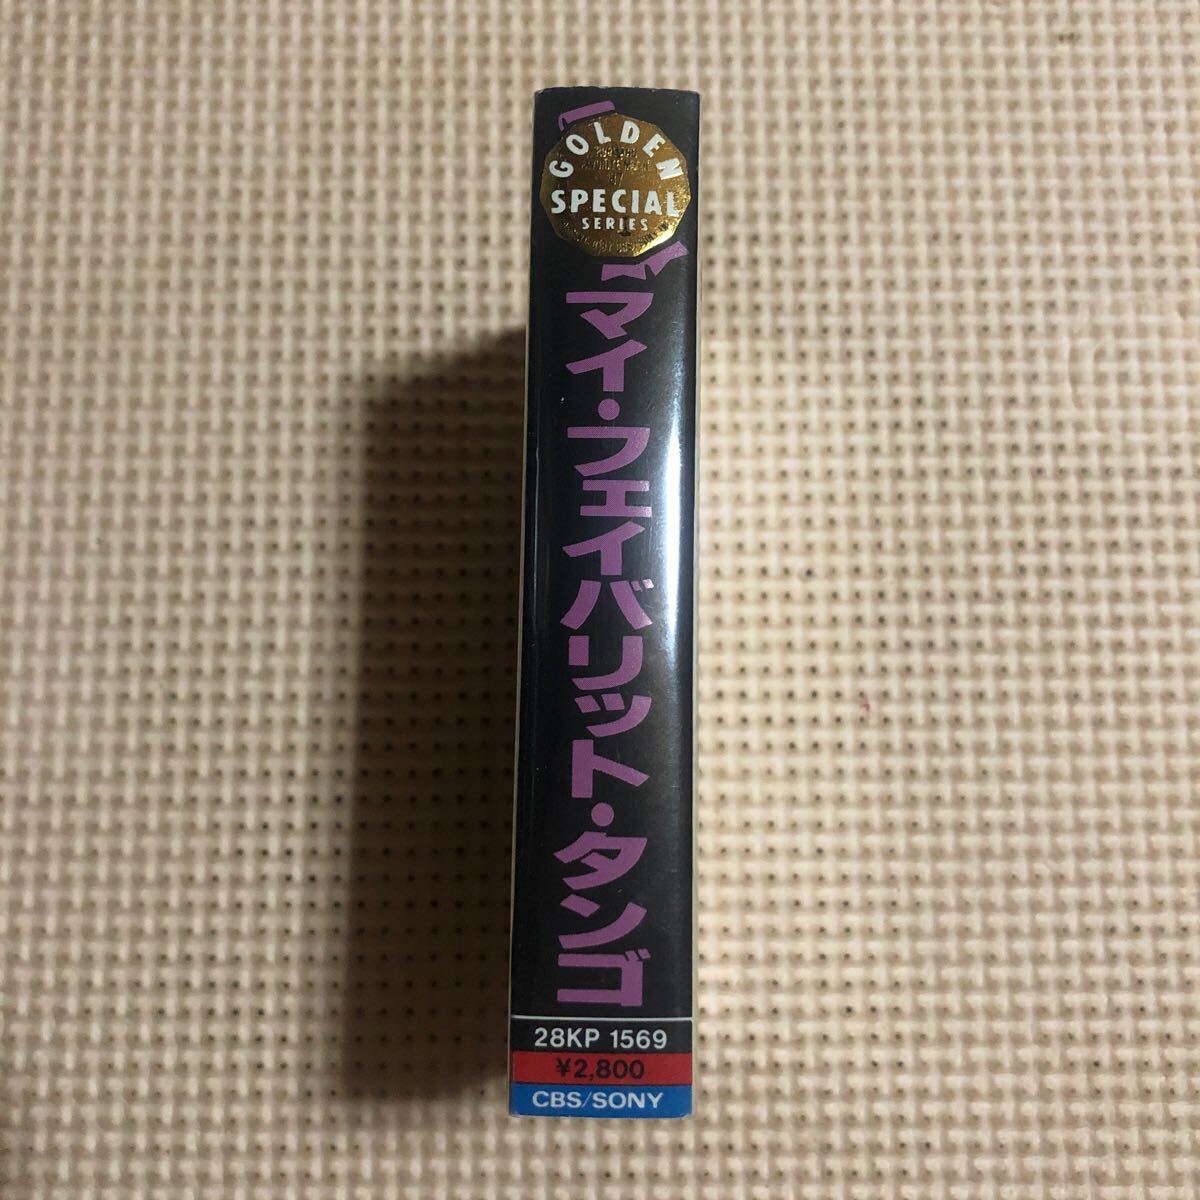 GOLDEN
SPECIAL
SERIES
マイ・フェイバリット・タンゴ
28KP 1569
¥2,800
CBS/SONY